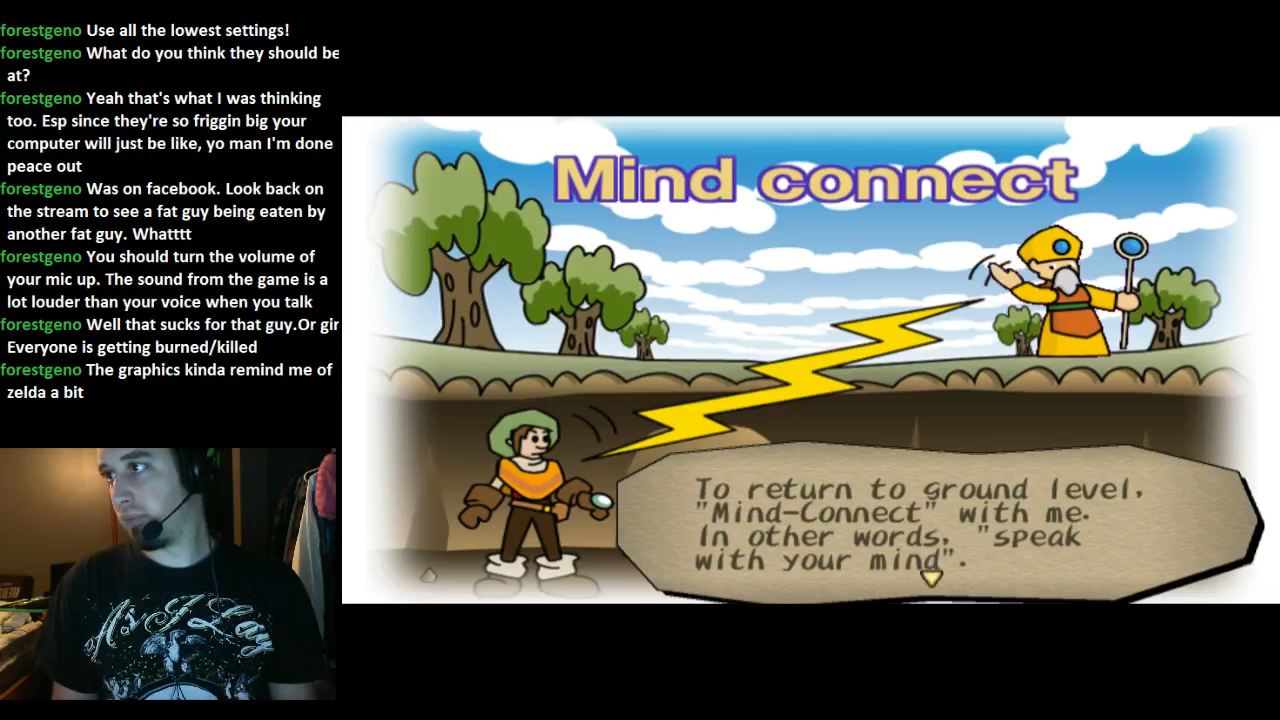 forestgeno Use all the lowest settings!
forestgeno What do you think they should be
at?
forestgeno Yeah that's what I was thinking
too. Esp since they're so friggin big your
computer will just be like, yo man I'm done
peace out
forestgeno Was on facebook. Look back on
the stream to see a fat guy being eaten by
another fat guy. Whatttt
forestgeno You should turn the volume of
your mic up. The sound from the game is a
lot louder than your voice when you talk
forestgeno Well that sucks for that guy.Or gir
Everyone is getting burned/killed
forestgeno The graphics kinda remind me of
zelda a bit
Mind connect
To return to ground level,
"Mind-Connect" with me.
In other words, "speak
with your mind".
As I Lay